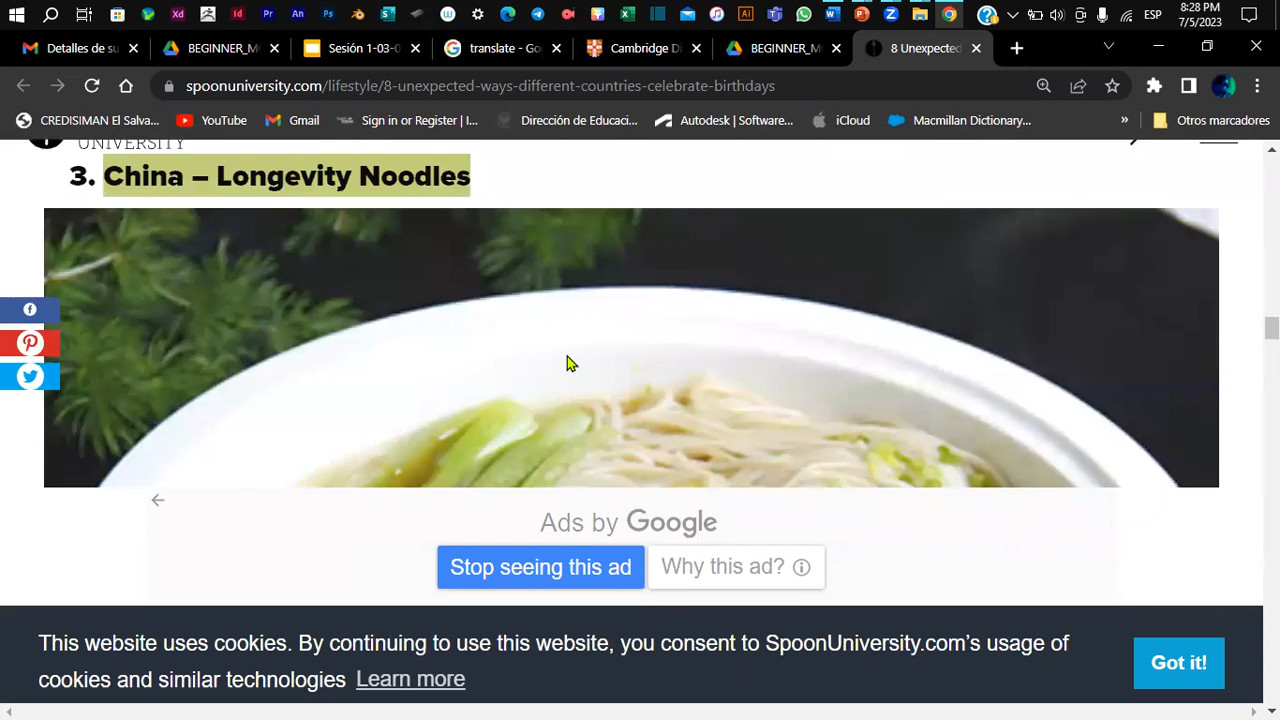 8:28 PM
ESP
7/5/2023
Detalles de su
BEGINNER_M
Sesión 1-03-0
translate - Go
Cambridge D
BEGINNER_M
8 Unexpected
spoonuniversity.com/lifestyle/8-unexpected-ways-different-countries-celebrate-birthdays
CREDISIMAN El Salva...
YouTube
Gmail
Sign in or Register | I...
Dirección de Educaci...
Autodesk | Software...
iCloud
Macmillan Dictionary...
»
Otros marcadores
UNIVERSITY
3. China – Longevity Noodles
Ads by Google
Stop seeing this ad
Why this ad?
This website uses cookies. By continuing to use this website, you consent to SpoonUniversity.com's usage of
cookies and similar technologies Learn more
Got it!